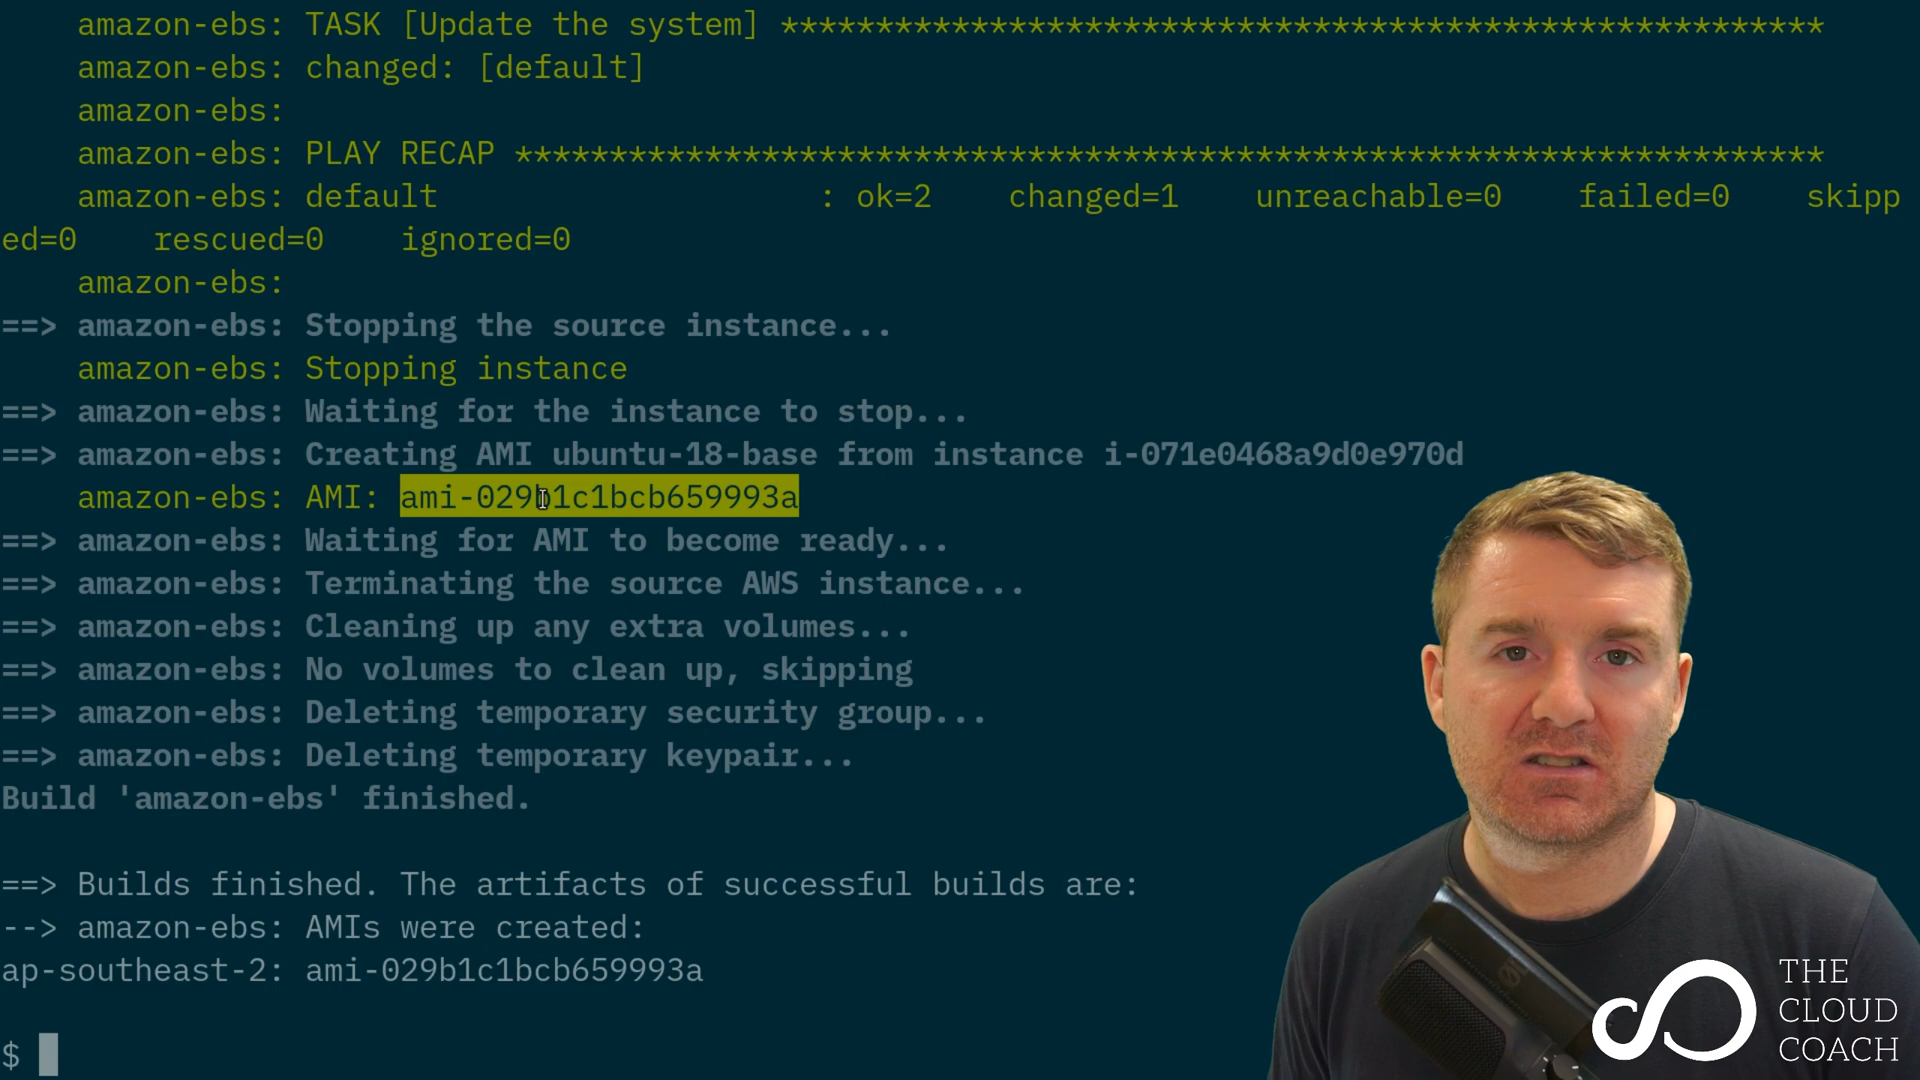 amazon-ebs: TASK [Update the system] *******************************************************
amazon-ebs: changed: [default]
amazon-ebs:
amazon-ebs: PLAY RECAP *********************************************************************
amazon-ebs: default : ok=2 changed=1 unreachable=0 failed=0 skipp
ed=0 rescued=0 ignored=0
amazon-ebs:
==> amazon-ebs: Stopping the source instance...
amazon-ebs: Stopping instance
==> amazon-ebs: Waiting for the instance to stop...
==> amazon-ebs: Creating AMI ubuntu-18-base from instance i-071e0468a9d0e970d
amazon-ebs: AMI: ami-029b1c1bcb659993a
==> amazon-ebs: Waiting for AMI to become ready...
==> amazon-ebs: Terminating the source AWS instance...
==> amazon-ebs: Cleaning up any extra volumes...
==> amazon-ebs: No volumes to clean up, skipping
==> amazon-ebs: Deleting temporary security group...
==> amazon-ebs: Deleting temporary keypair...
Build 'amazon-ebs' finished.
==> Builds finished. The artifacts of successful builds are:
--> amazon-ebs: AMIs were created:
ap-southeast-2: ami-029b1c1bcb659993a
$
THE
CLOUD
COACH